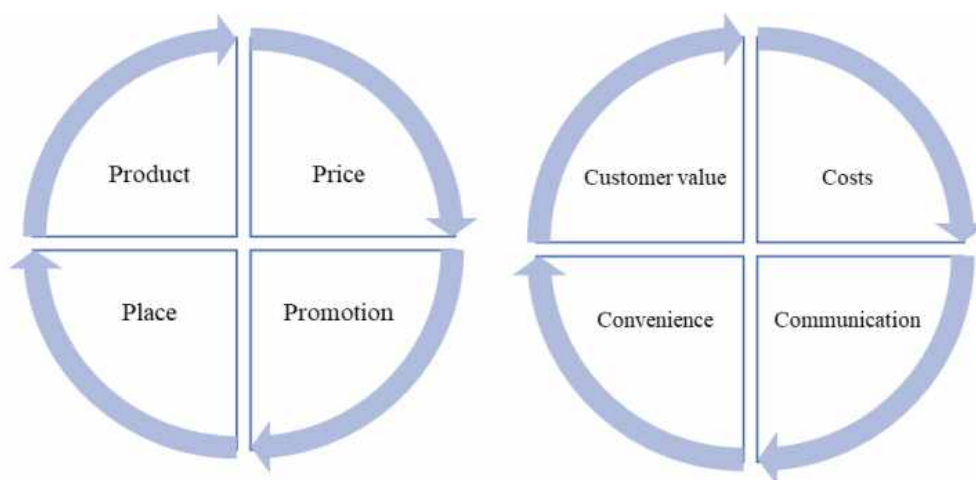 Product
Price
Place
Promotion
Customer value
Costs
Convenience
Communication